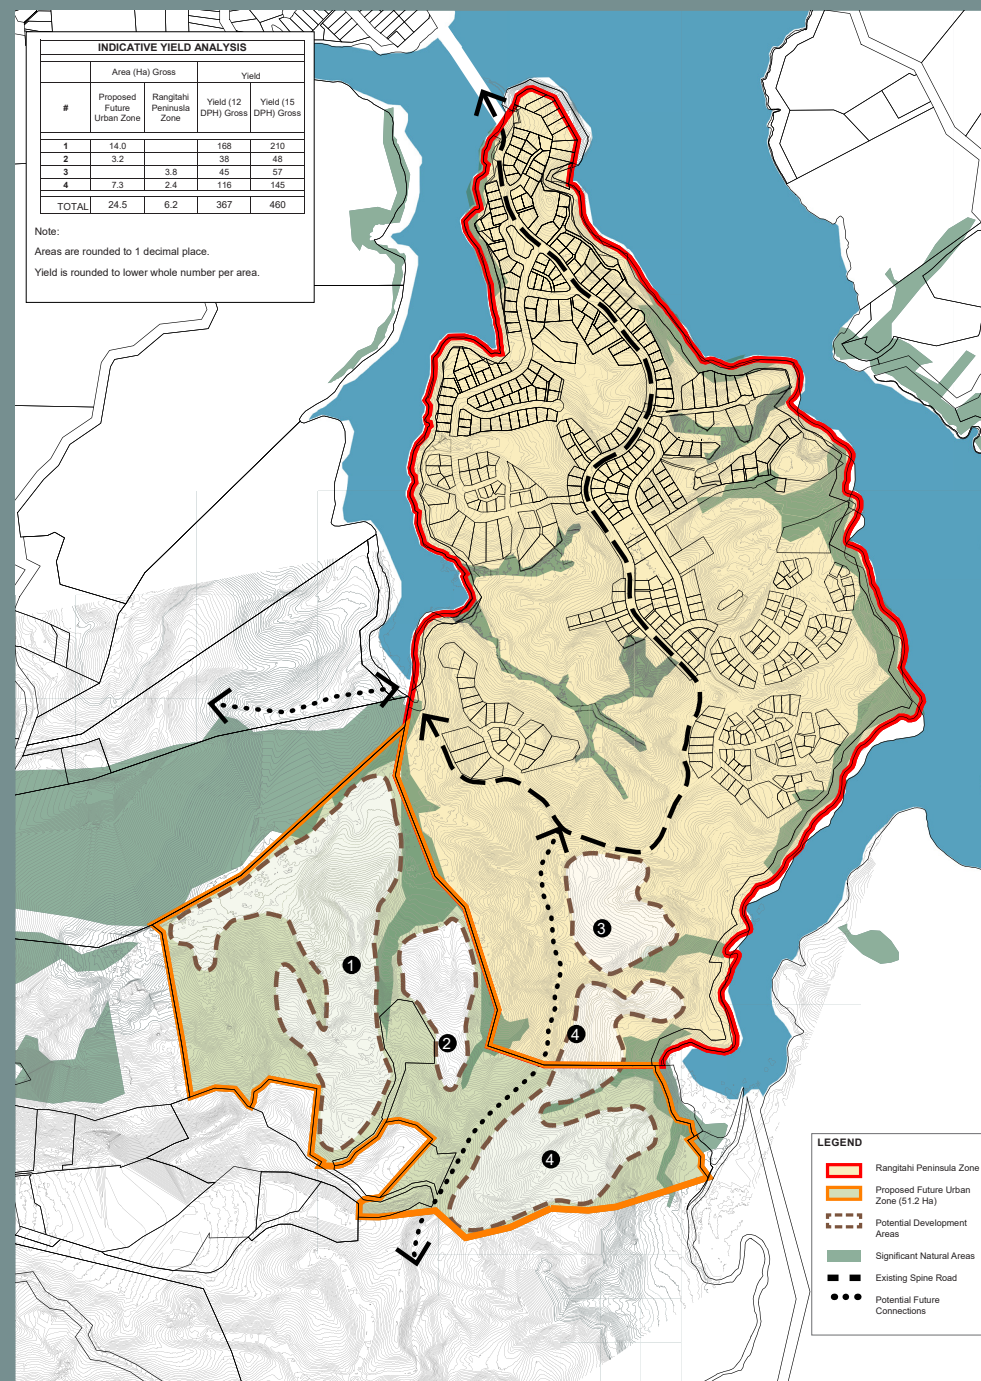 INDICATIVE YIELD ANALYSIS
Area (Ha) Gross Yield
# Proposed Future Urban Zone Rangitahi Peninusla Zone Yield (12 DPH) Gross Yield (15 DPH) Gross
1 14.0 168 210
2 3.2 38 48
3 3.8 45 57
4 7.3 2.4 116 145
TOTAL 24.5 6.2 367 460
Note:
Areas are rounded to 1 decimal place.
Yield is rounded to lower whole number per area.
3
1
4
2
4
LEGEND
Rangitahi Peninsula Zone
Proposed Future Urban
Zone (51.2 Ha)
Potential Development
Areas
Significant Natural Areas
Existing Spine Road
Potential Future
Connections